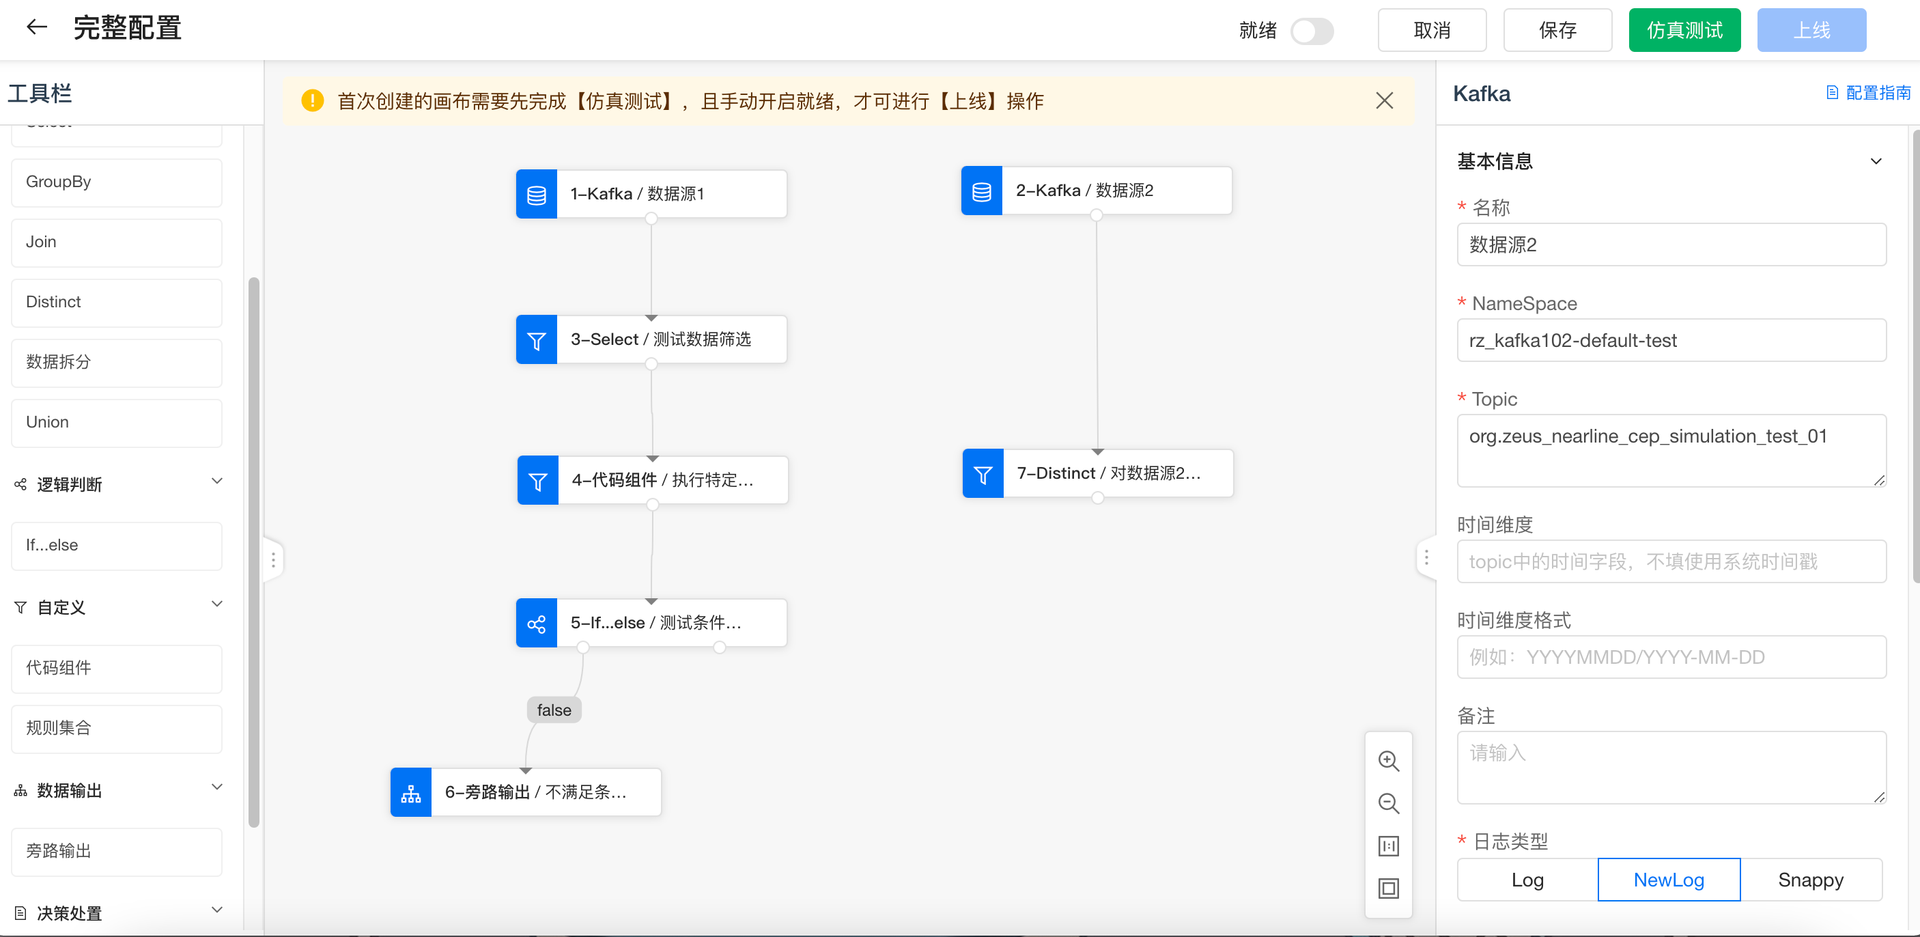 完整配置
就绪
取消
保存
仿真测试
上线
工具栏
Select
GroupBy
Join
Distinct
数据拆分
Union
逻辑判断
If...else
自定义
代码组件
规则集合
数据输出
旁路输出
决策处置
首次创建的画布需要先完成【仿真测试】，且手动开启就绪，才可进行【上线】操作
1-Kafka / 数据源1
2-Kafka / 数据源2
3-Select / 测试数据筛选
4-代码组件 / 执行特定...
7-Distinct / 对数据源2...
5-If...else / 测试条件...
false
6-旁路输出 / 不满足条...
Kafka
配置指南
基本信息
* 名称
数据源2
* NameSpace
rz_kafka102-default-test
* Topic
org.zeus_nearline_cep_simulation_test_01
时间维度
topic中的时间字段，不填使用系统时间戳
时间维度格式
例如：YYYYMMDD/YYYY-MM-DD
备注
请输入
* 日志类型
Log
NewLog
Snappy